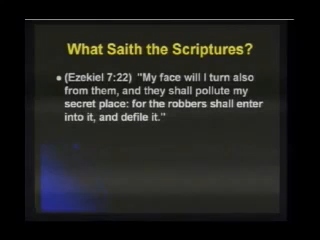 What Saith the Scriptures?
• (Ezekiel 7:22) "My face will I turn also
from them, and they shall pollute my
secret place: for the robbers shall enter
into it, and defile it."